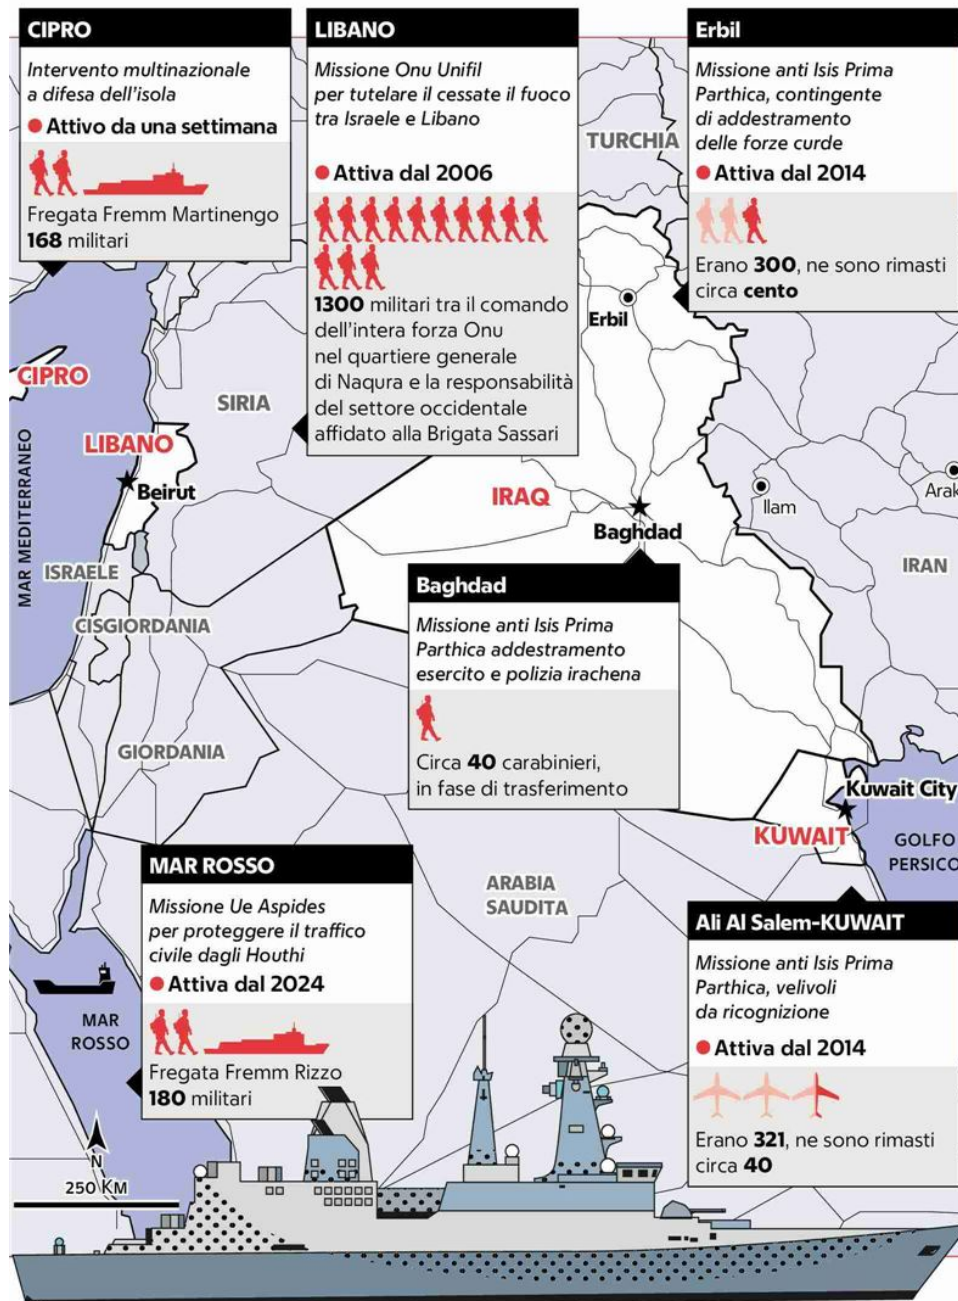 CIPRO
Intervento multinazionale
a difesa dell'isola
Attivo da una settimana
Fregata Fremm Martinengo
168 militari
LIBANO
Missione Onu Unifil
per tutelare il cessate il fuoco
tra Israele e Libano
Attiva dal 2006
1300 militari tra il comando
dell'intera forza Onu
nel quartiere generale
di Naqura e la responsabilità
del settore occidentale
affidato alla Brigata Sassari
Erbil
Missione anti Isis Prima
Parthica, contingente
di addestramento
delle forze curde
Attiva dal 2014
Erano 300, ne sono rimasti
circa cento
TURCHIA
Erbil
CIPRO
SIRIA
LIBANO
Beirut
MAR MEDITERRANEO
IRAQ
Baghdad
Ilam
Arak
IRAN
ISRAELE
CISGIORDANIA
GIORDANIA
Baghdad
Missione anti Isis Prima
Parthica addestramento
esercito e polizia irachena
Circa 40 carabinieri,
in fase di trasferimento
Kuwait City
KUWAIT
GOLFO
PERSICO
ARABIA
SAUDITA
MAR ROSSO
Missione Ue Aspides
per proteggere il traffico
civile dagli Houthi
Attiva dal 2024
Fregata Fremm Rizzo
180 militari
MAR
ROSSO
Ali Al Salem-KUWAIT
Missione anti Isis Prima
Parthica, velivoli
da ricognizione
Attiva dal 2014
Erano 321, ne sono rimasti
circa 40
N
250 KM